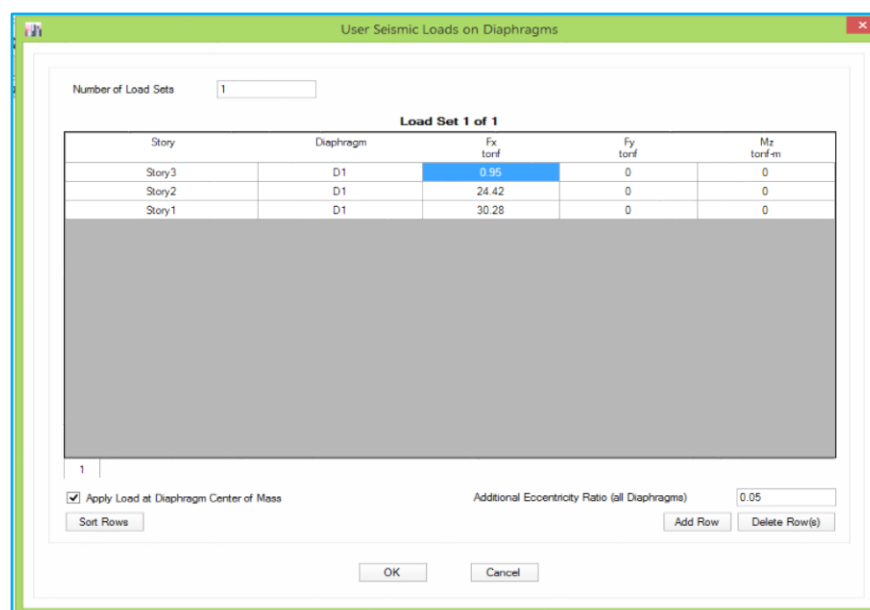 User Seismic Loads on Diaphragms
Number of Load Sets 1
Load Set 1 of 1
Story Diaphragm Fx tonf Fy tonf Mz tonf-m
Story3 D1 0.95 0 0
Story2 D1 24.42 0 0
Story1 D1 30.28 0 0
1
Apply Load at Diaphragm Center of Mass Additional Eccentricity Ratio (all Diaphragms) 0.05
Sort Rows Add Row Delete Row(s)
OK Cancel